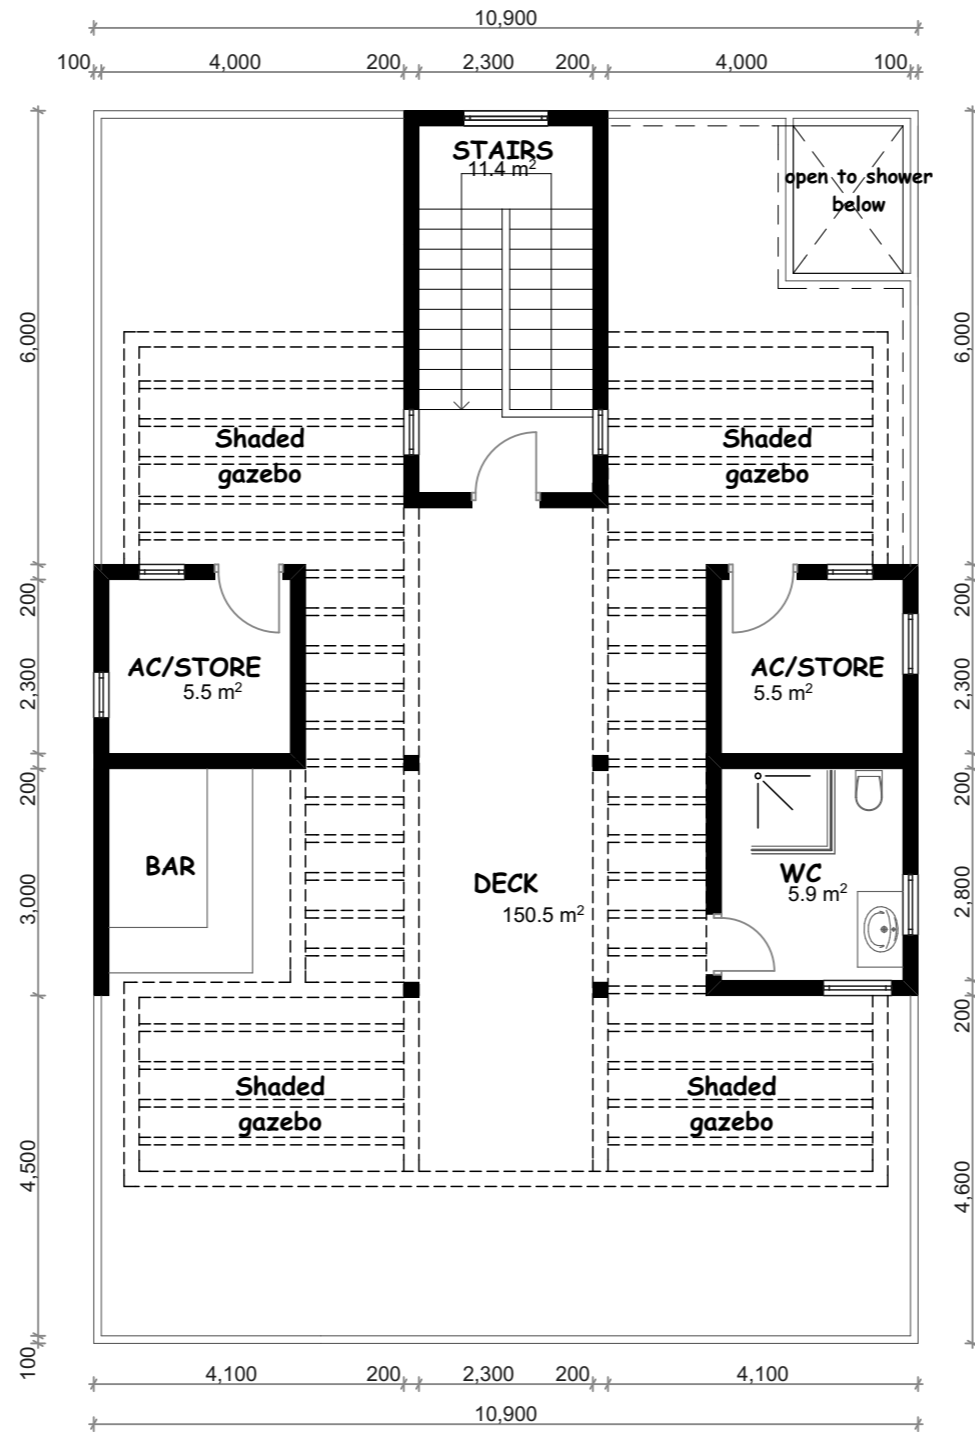 10,900
100 4,000 200 2,300 200 4,000 100
STAIRS
11.4 m²
open to shower
below
6,000
6,000
Shaded
gazebo
Shaded
gazebo
200
200
AC/STORE
5.5 m²
AC/STORE
5.5 m²
2,300
2,300
200
200
BAR
WC
5.9 m²
DECK
150.5 m²
3,000
2,800
200
Shaded
gazebo
Shaded
gazebo
4,500
4,600
100
4,100 200 2,300 200 4,100
10,900